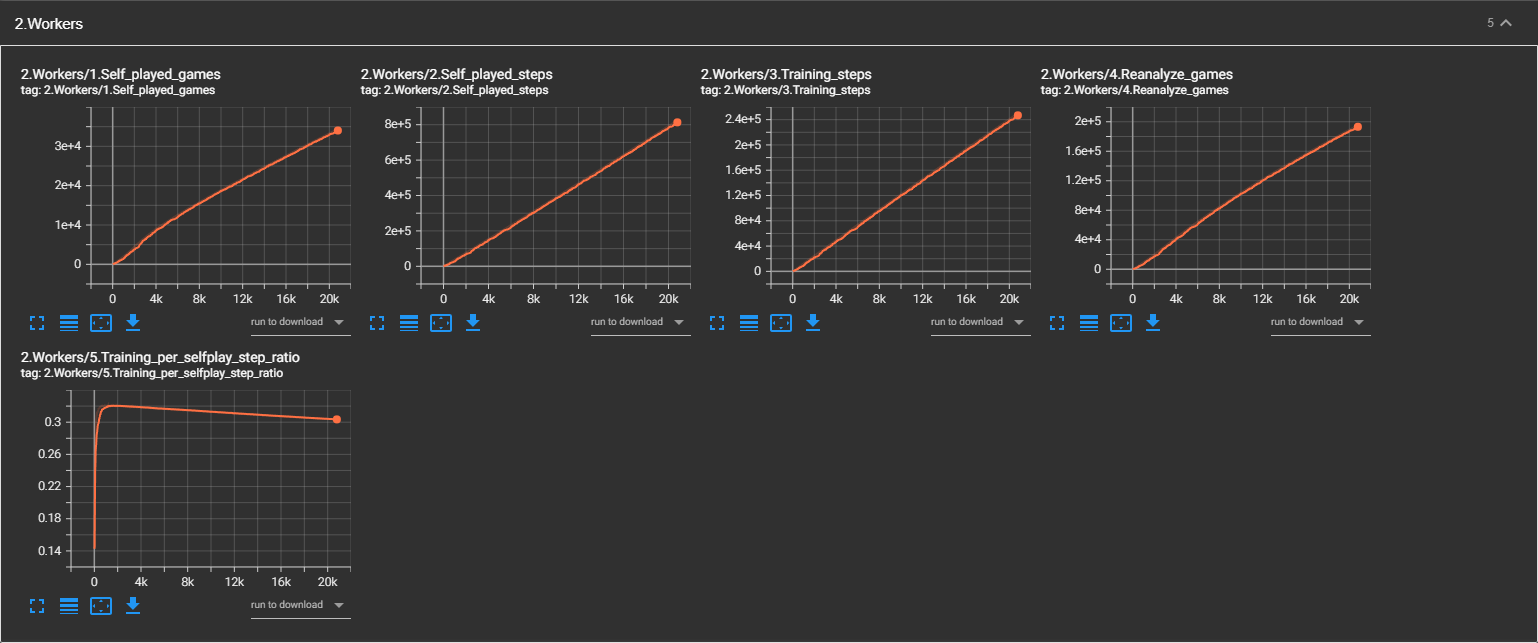 2.Workers
5
2.Workers/1.Self_played_games
tag: 2.Workers/1.Self_played_games
3e+4
2e+4
1e+4
0
0 4k 8k 12k 16k 20k
run to download
2.Workers/2.Self_played_steps
tag: 2.Workers/2.Self_played_steps
8e+5
6e+5
4e+5
2e+5
0
0 4k 8k 12k 16k 20k
run to download
2.Workers/3.Training_steps
tag: 2.Workers/3.Training_steps
2.4e+5
2e+5
1.6e+5
1.2e+5
8e+4
4e+4
0
0 4k 8k 12k 16k 20k
run to download
2.Workers/4.Reanalyze_games
tag: 2.Workers/4.Reanalyze_games
2e+5
1.6e+5
1.2e+5
8e+4
4e+4
0
0 4k 8k 12k 16k 20k
run to download
2.Workers/5.Training_per_selfplay_step_ratio
tag: 2.Workers/5.Training_per_selfplay_step_ratio
0.3
0.26
0.22
0.18
0.14
0 4k 8k 12k 16k 20k
run to download